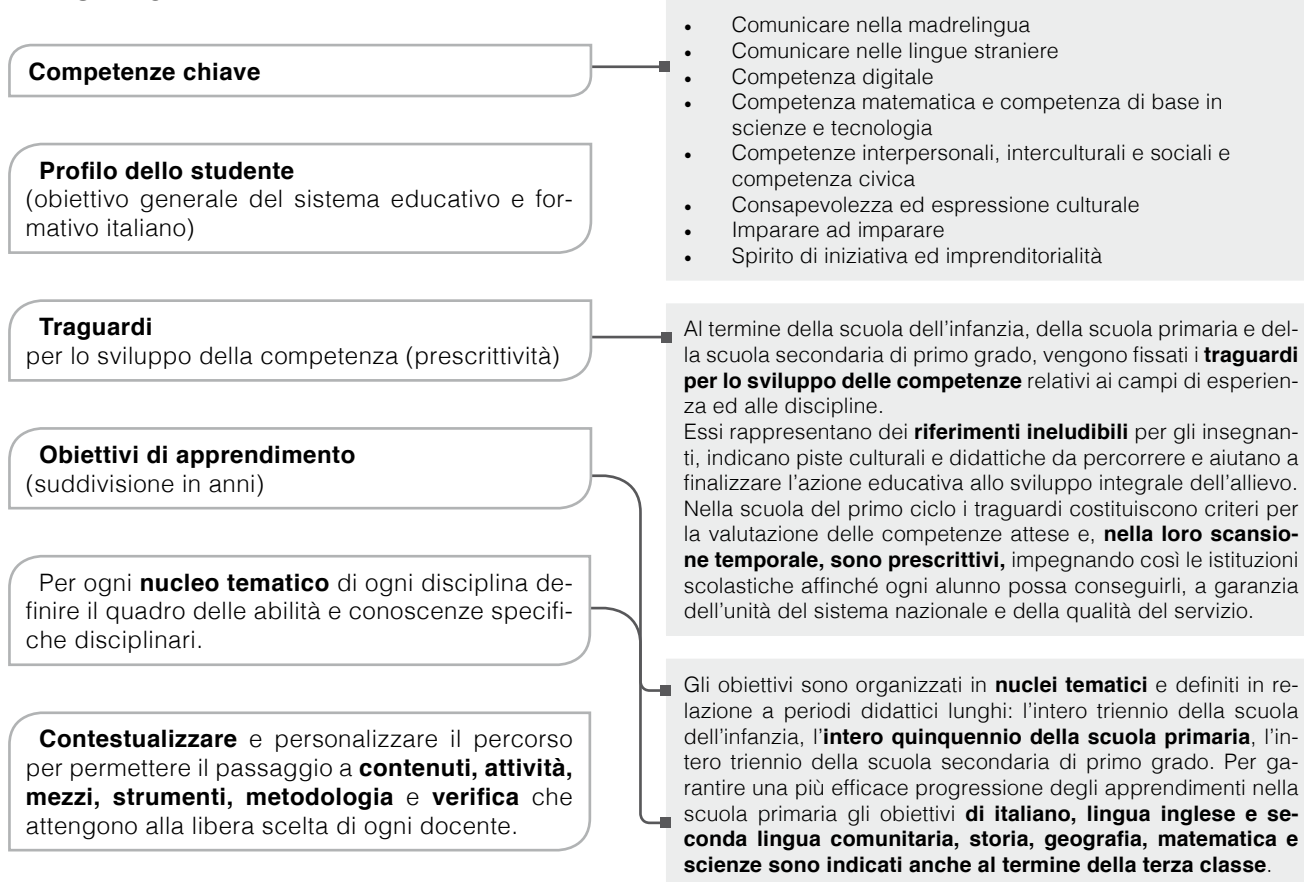 Competenze chiave
Profilo dello studente
(obiettivo generale del sistema educativo e for-
mativo italiano)
Traguardi
per lo sviluppo della competenza (prescrittività)
Obiettivi di apprendimento
(suddivisione in anni)
Per ogni nucleo tematico di ogni disciplina de-
finire il quadro delle abilità e conoscenze specifi-
che disciplinari.
Contestualizzare e personalizzare il percorso
per permettere il passaggio a contenuti, attività,
mezzi, strumenti, metodologia e verifica che
attengono alla libera scelta di ogni docente.
• Comunicare nella madrelingua
• Comunicare nelle lingue straniere
• Competenza digitale
• Competenza matematica e competenza di base in
scienze e tecnologia
• Competenze interpersonali, interculturali e sociali e
competenza civica
• Consapevolezza ed espressione culturale
• Imparare ad imparare
• Spirito di iniziativa ed imprenditorialità
Al termine della scuola dell'infanzia, della scuola primaria e del-
la scuola secondaria di primo grado, vengono fissati i traguardi
per lo sviluppo delle competenze relativi ai campi di esperien-
za ed alle discipline.
Essi rappresentano dei riferimenti ineludibili per gli insegnan-
ti, indicano piste culturali e didattiche da percorrere e aiutano a
finalizzare l'azione educativa allo sviluppo integrale dell'allievo.
Nella scuola del primo ciclo i traguardi costituiscono criteri per
la valutazione delle competenze attese e, nella loro scansio-
ne temporale, sono prescrittivi, impegnando così le istituzioni
scolastiche affinché ogni alunno possa conseguirli, a garanzia
dell'unità del sistema nazionale e della qualità del servizio.
Gli obiettivi sono organizzati in nuclei tematici e definiti in re-
lazione a periodi didattici lunghi: l'intero triennio della scuola
dell'infanzia, l'intero quinquennio della scuola primaria, l'in-
tero triennio della scuola secondaria di primo grado. Per ga-
rantire una più efficace progressione degli apprendimenti nella
scuola primaria gli obiettivi di italiano, lingua inglese e se-
conda lingua comunitaria, storia, geografia, matematica e
scienze sono indicati anche al termine della terza classe.